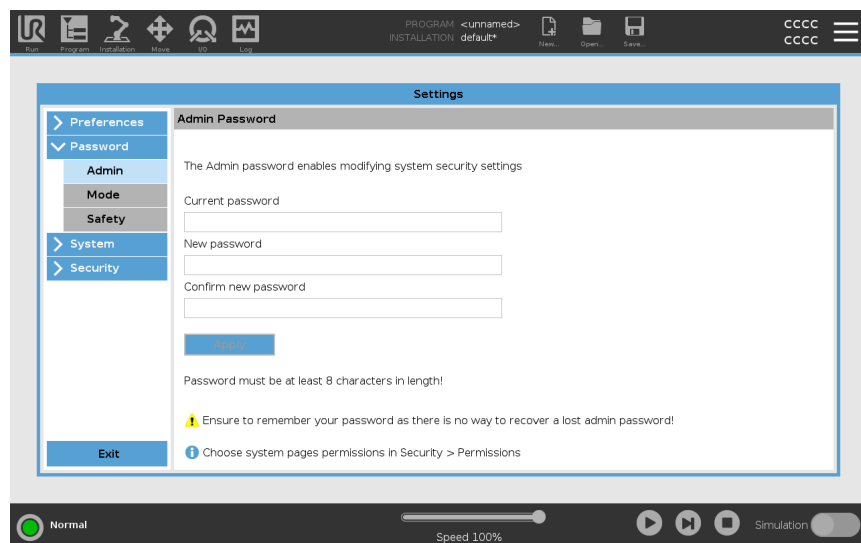 PROGRAM <unnamed>
INSTALLATION default*
CCCC
CCCC
Run Program Installation Move I/O Log New... Open... Save...
Settings
Preferences
Password
Admin
Mode
Safety
System
Security
Exit
Admin Password
The Admin password enables modifying system security settings
Current password
New password
Confirm new password
Apply
Password must be at least 8 characters in length!
Ensure to remember your password as there is no way to recover a lost admin password!
Choose system pages permissions in Security > Permissions
Normal
Speed 100%
Simulation